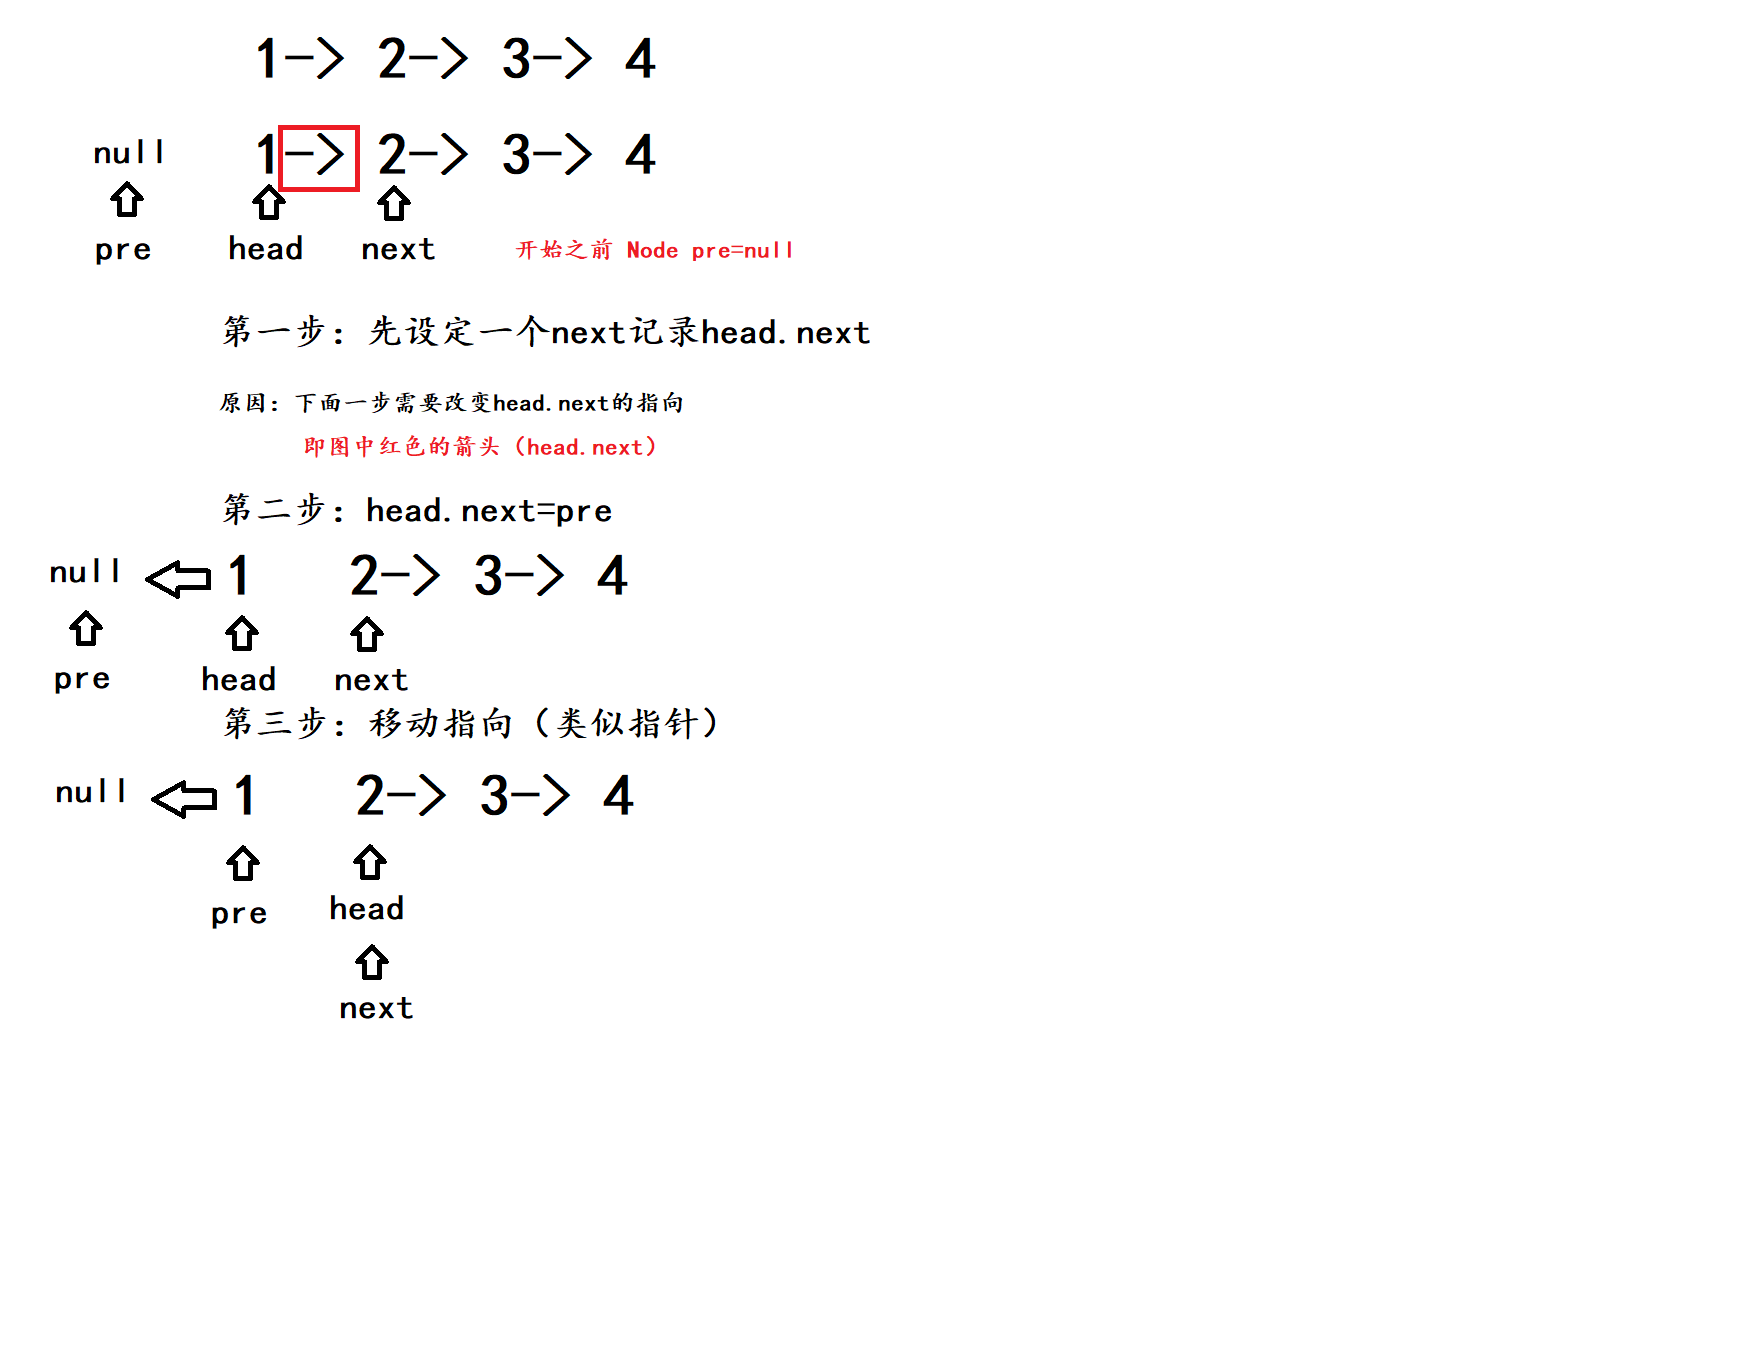 1-> 2-> 3-> 4
null 1-> 2-> 3-> 4
pre head next 开始之前 Node pre=null
第一步：先设定一个next记录head.next
原因：下面一步需要改变head.next的指向
即图中红色的箭头（head.next）
第二步：head.next=pre
null 1 2-> 3-> 4
pre head next
第三步：移动指向（类似指针）
null 1 2-> 3-> 4
pre head
next